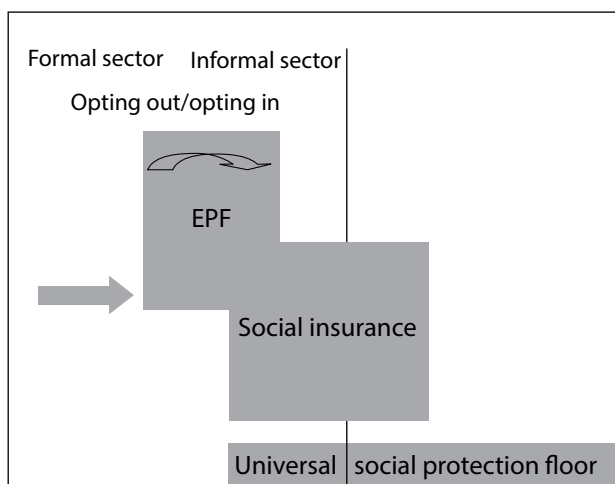 Formal sector Informal sector
Opting out/opting in
EPF
Social insurance
Universal social protection floor